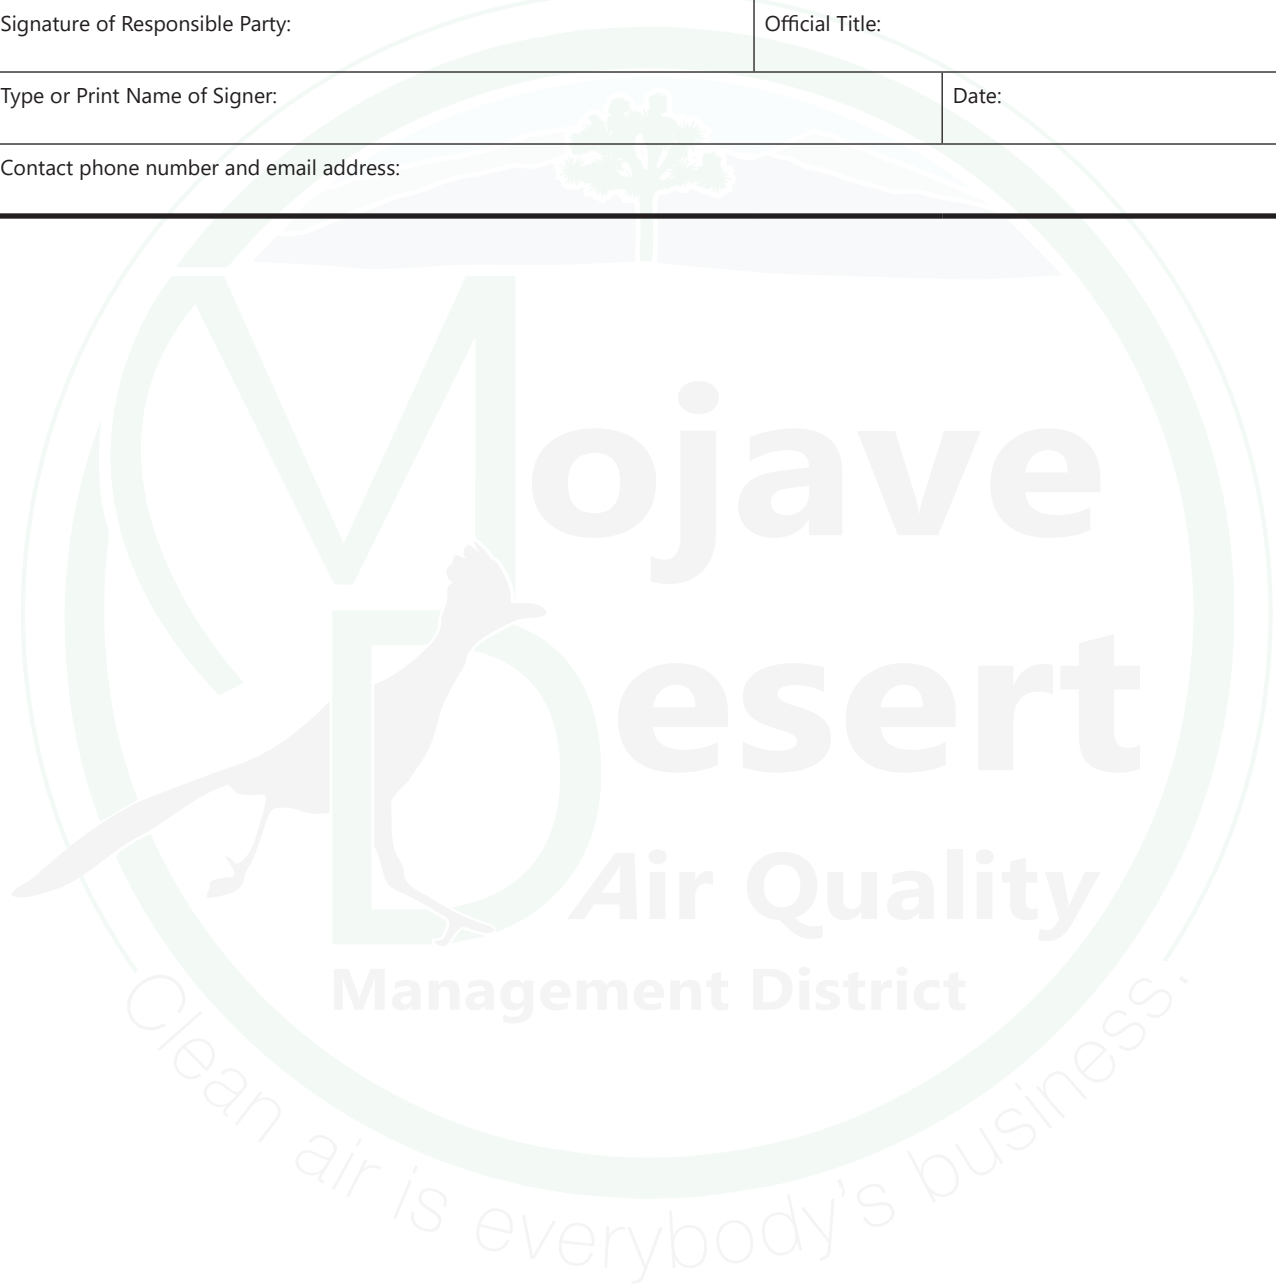 Signature of Responsible Party:
Official Title:
Type or Print Name of Signer:
Date:
Contact phone number and email address:
Mojave
Desert
Air Quality
Management District
Clean air is everybody's business.